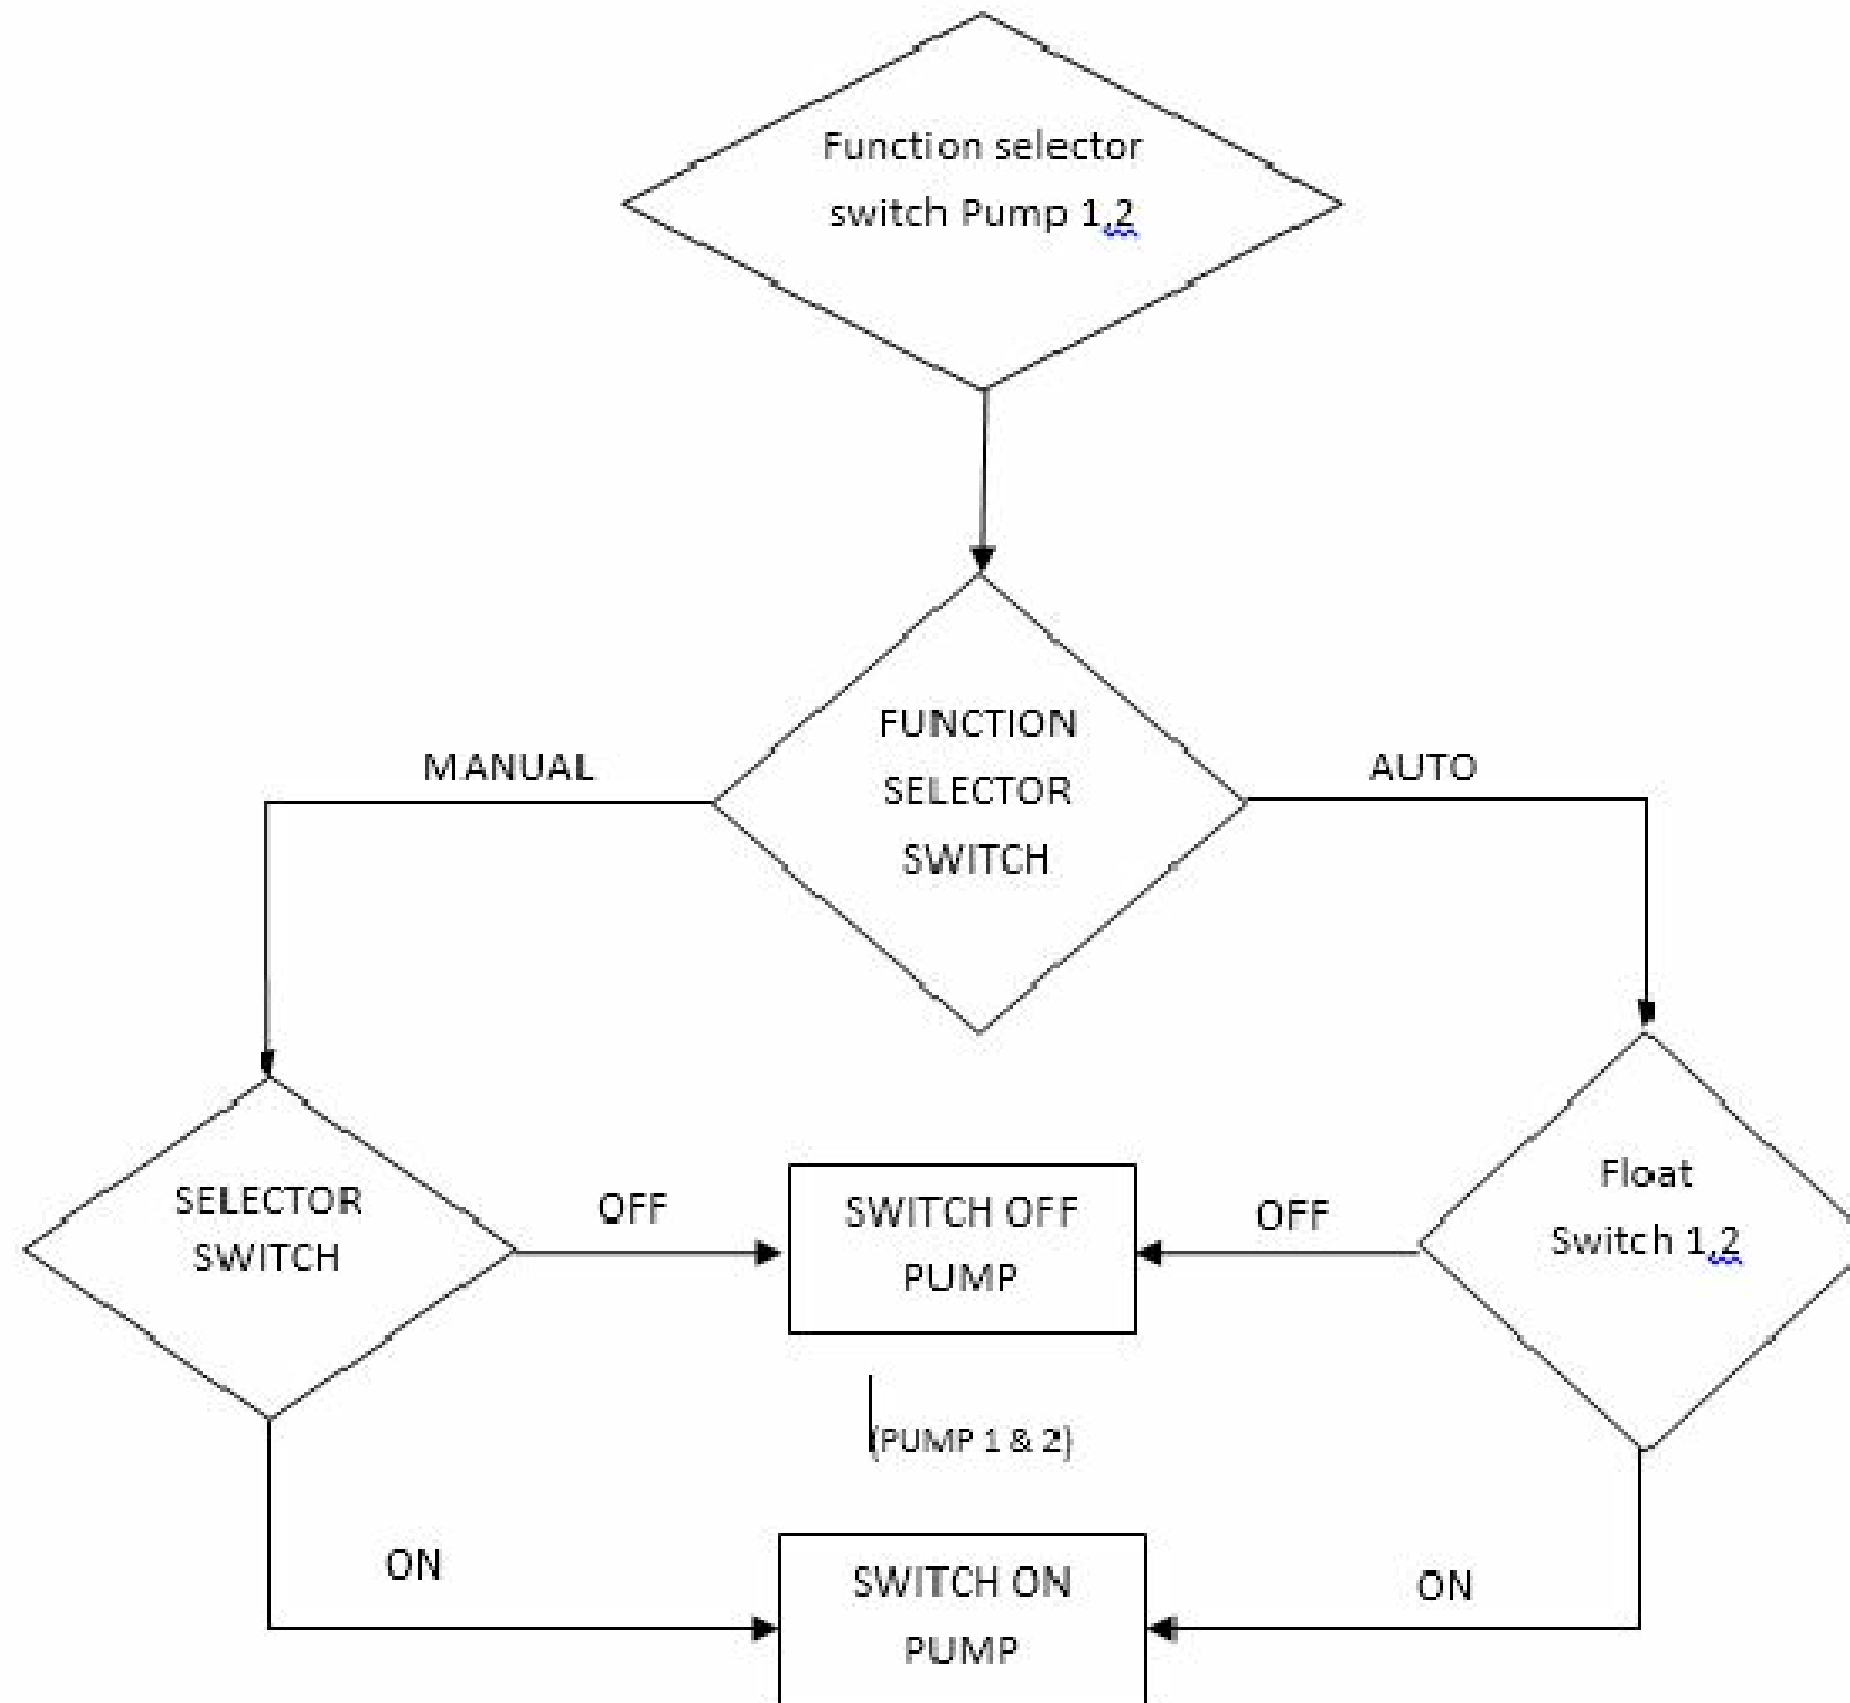 Function selector
switch Pump 1,2
FUNCTION
SELECTOR
SWITCH
MANUAL
AUTO
SELECTOR
SWITCH
OFF
SWITCH OFF
PUMP
OFF
Float
Switch 1,2
(PUMP 1 & 2)
ON
SWITCH ON
PUMP
ON